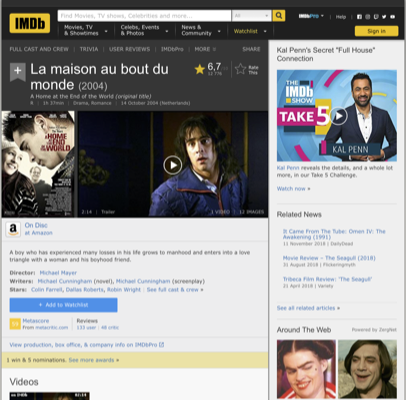 IMDb
Find Movies, TV shows, Celebrities and more...
All
IMDbPro
Help
Movies, TV & Showtimes
Celebs, Events & Photos
News & Community
Watchlist
Sign in
FULL CAST AND CREW | TRIVIA | USER REVIEWS | IMDbPro | MORE
SHARE
La maison au bout du monde (2004)
6,7
Rate This
A Home at the End of the World (original title)
R | 1h 37min | Drama, Romance | 14 October 2004 (Netherlands)
2:14 | Trailer
1 VIDEO | 12 IMAGES
On Disc
at Amazon
A boy who has experienced many losses in his life grows to manhood and enters into a love
triangle with a woman and his boyhood friend.
Director: Michael Mayer
Writers: Michael Cunningham (novel), Michael Cunningham (screenplay)
Stars: Colin Farrell, Dallas Roberts, Robin Wright | See full cast & crew »
+ Add to Watchlist
Metascore
From metacritic.com
Reviews
133 user | 48 critic
View production, box office, & company info on IMDbPro
1 win & 5 nominations. See more awards »
Videos
Kal Penn's Secret "Full House"
Connection
THE IMDb SHOW
TAKE 5
KAL PENN
Kal Penn reveals the details, and a whole lot
more, in our Take 5 Challenge.
Watch now »
Related News
It Came From The Tube: Omen IV: The
Awakening (1991)
11 November 2018 | DailyDead
Movie Review – The Seagull (2018)
31 August 2018 | Flickeringmyth
Tribeca Film Review: 'The Seagull'
21 April 2018 | Variety
See all related articles »
Around The Web
Powered by ZergNet